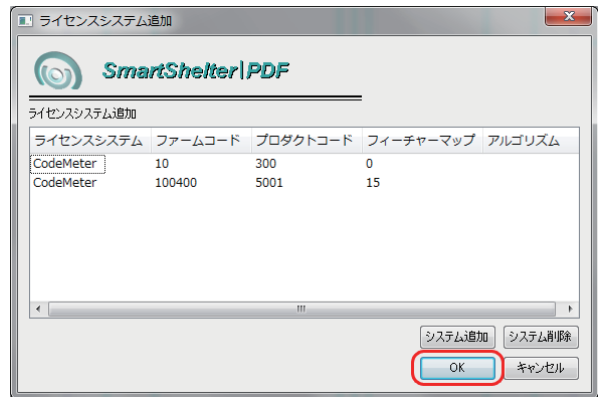 ライセンスシステム追加
SmartShelter|PDF
ライセンスシステム追加
ライセンスシステム ファームコード プロダクトコード フィーチャーマップ アルゴリズム
CodeMeter 10 300 0
CodeMeter 100400 5001 15
システム追加 システム削除
OK キャンセル